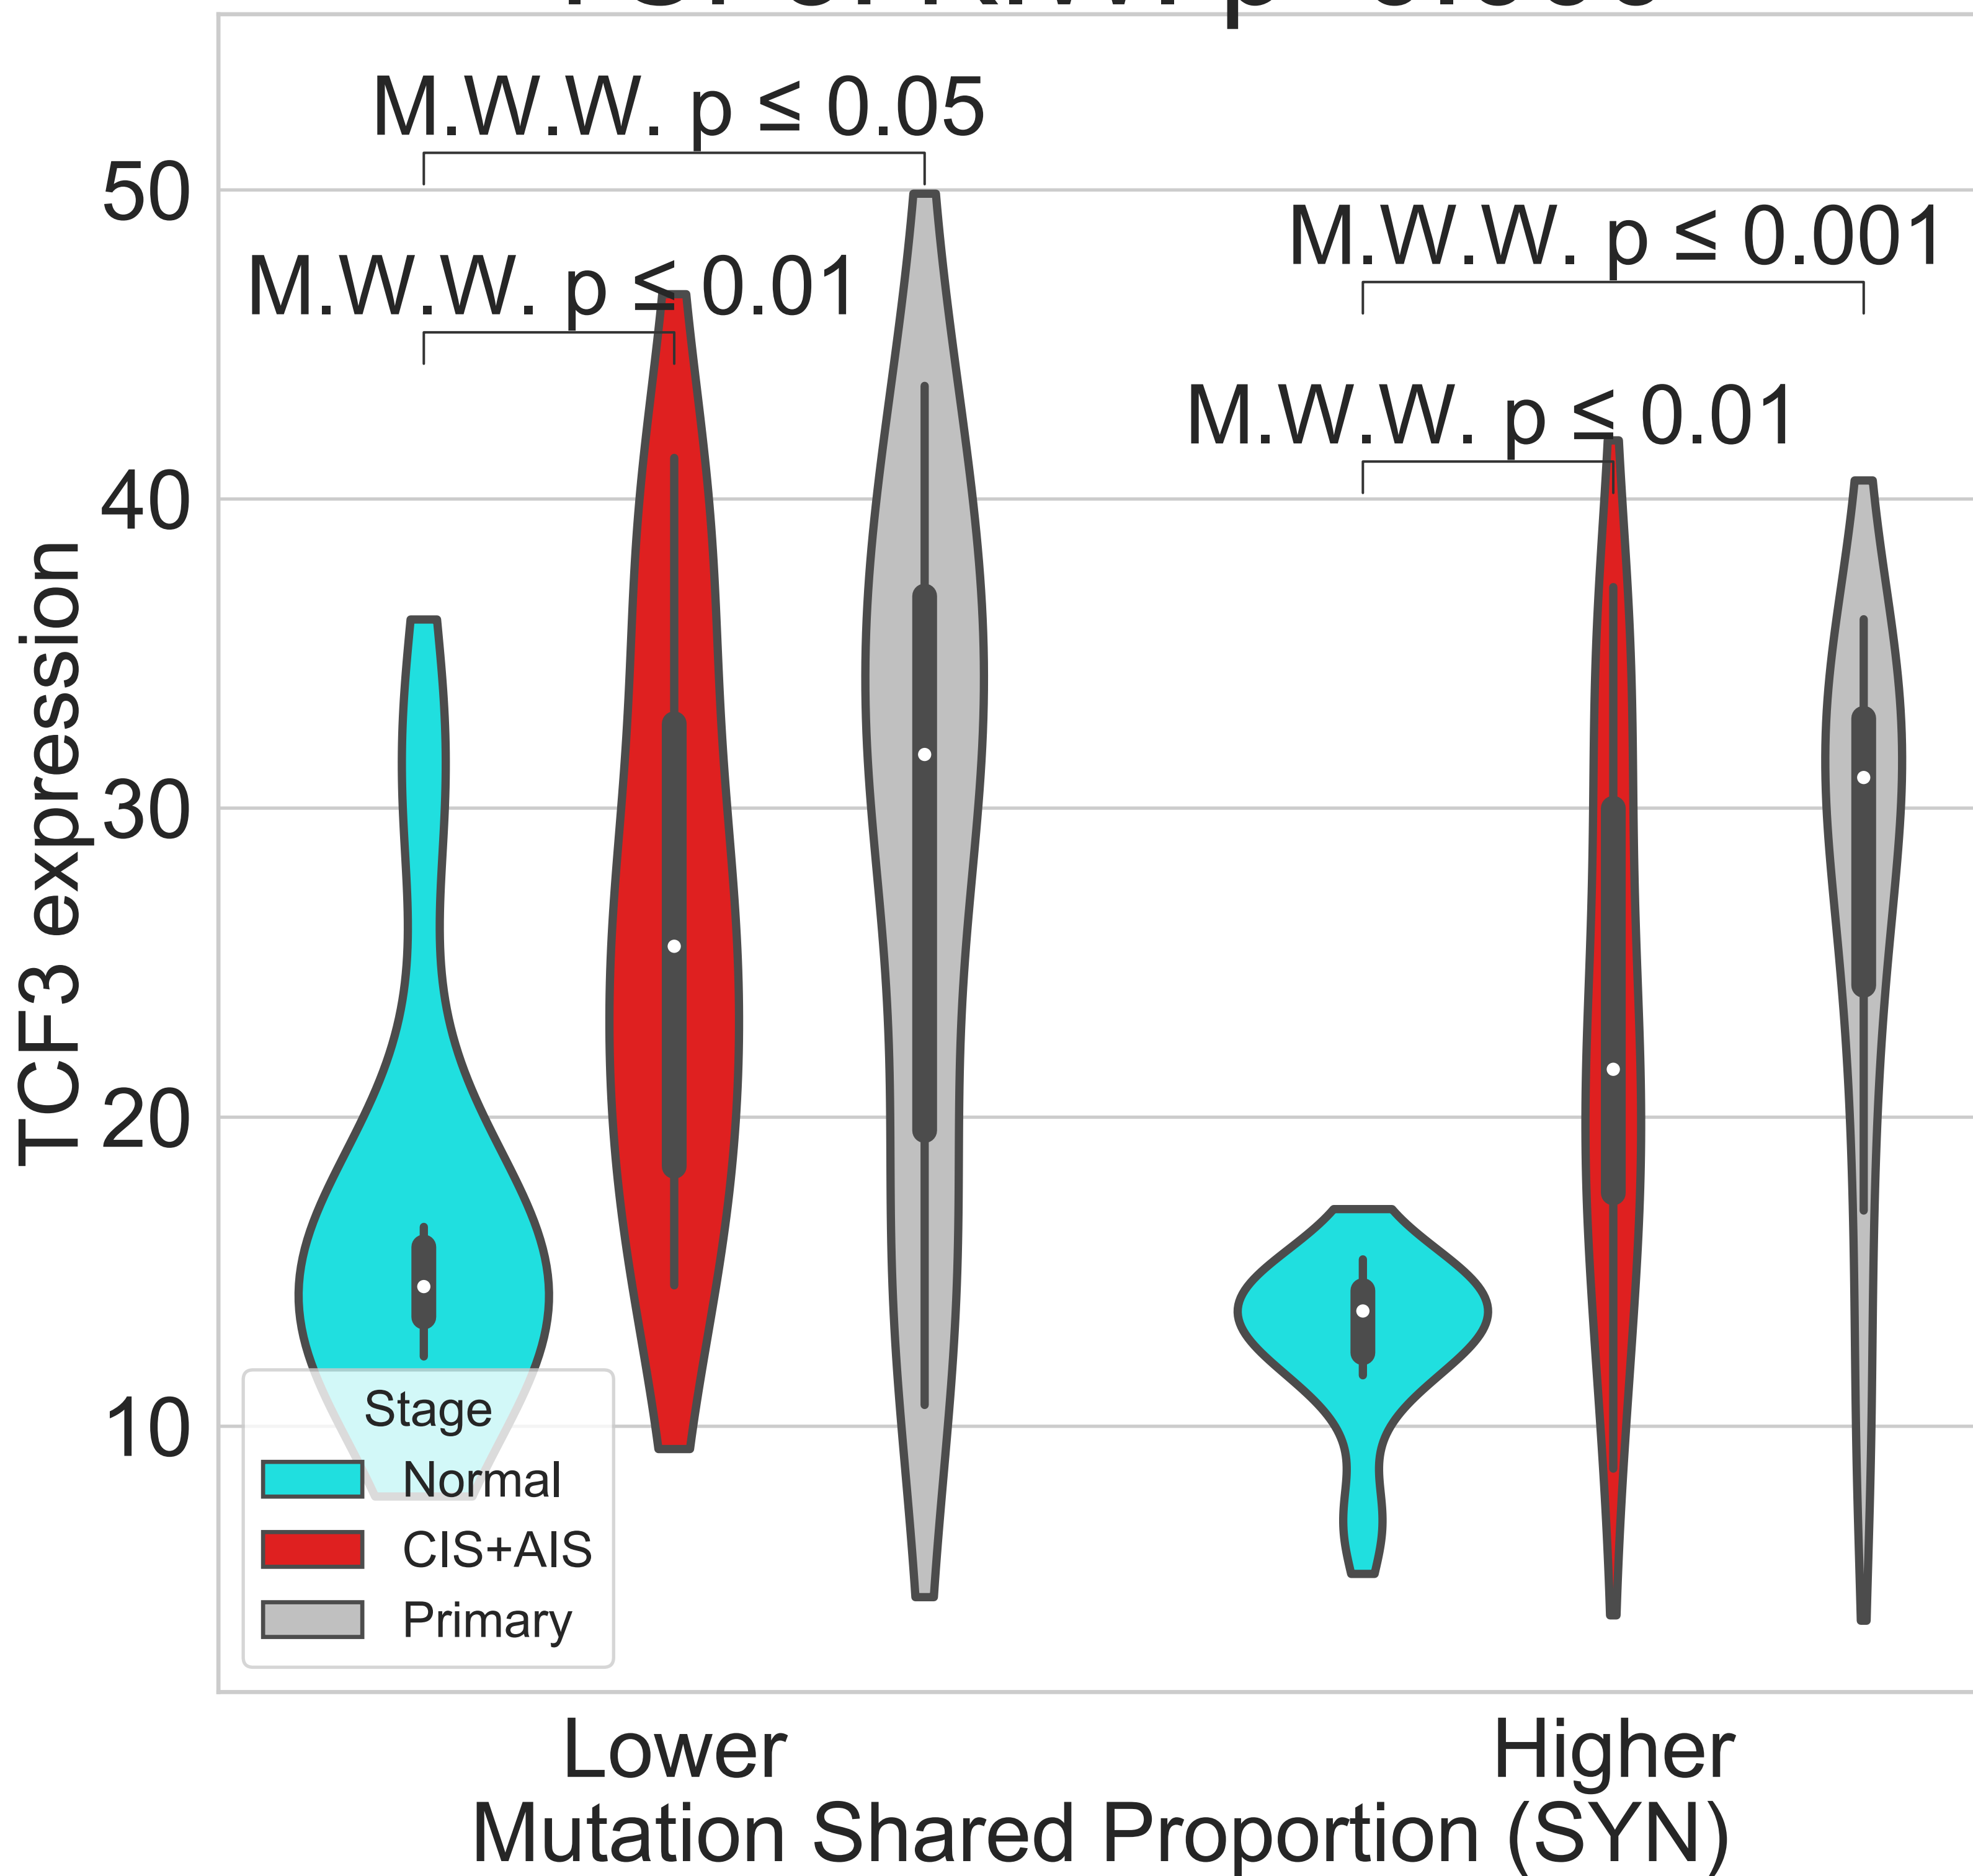 M.W.W. p ≤ 0.05
50
M.W.W. p ≤ 0.001
M.W.W. p ≤ 0.01
M.W.W. p ≤ 0.01
40
30
20
10
TCF3 expression
Stage
Normal
CIS+AIS
Primary
Lower
Higher
Mutation Shared Proportion (SYN)